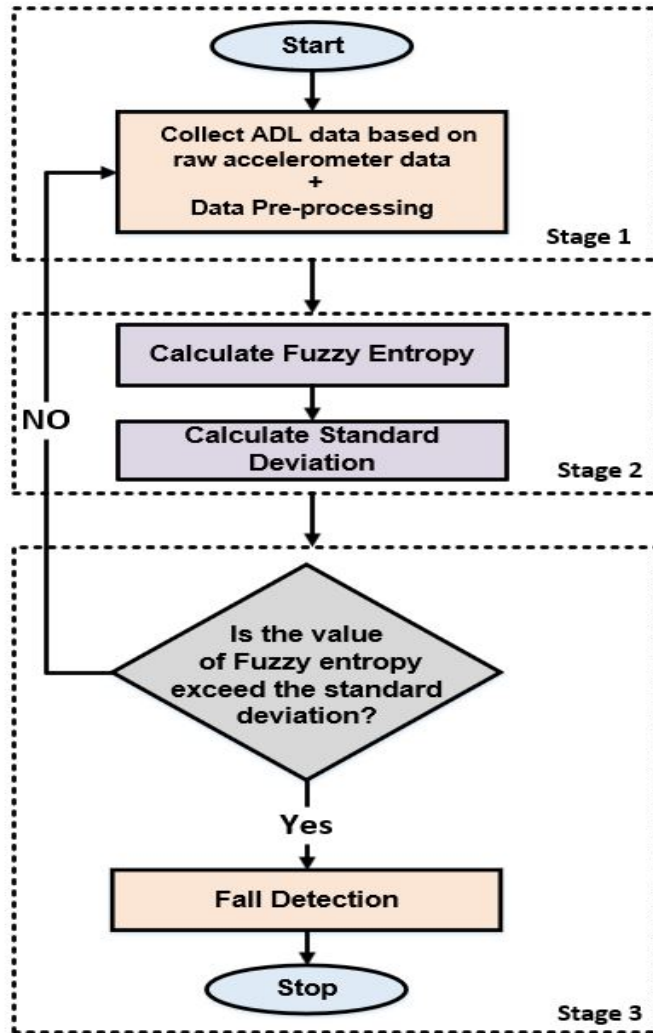 Start
Collect ADL data based on
raw accelerometer data
+
Data Pre-processing
Stage 1
Calculate Fuzzy Entropy
NO
Calculate Standard
Deviation
Stage 2
Is the value
of Fuzzy entropy
exceed the standard
deviation?
Yes
Fall Detection
Stop
Stage 3